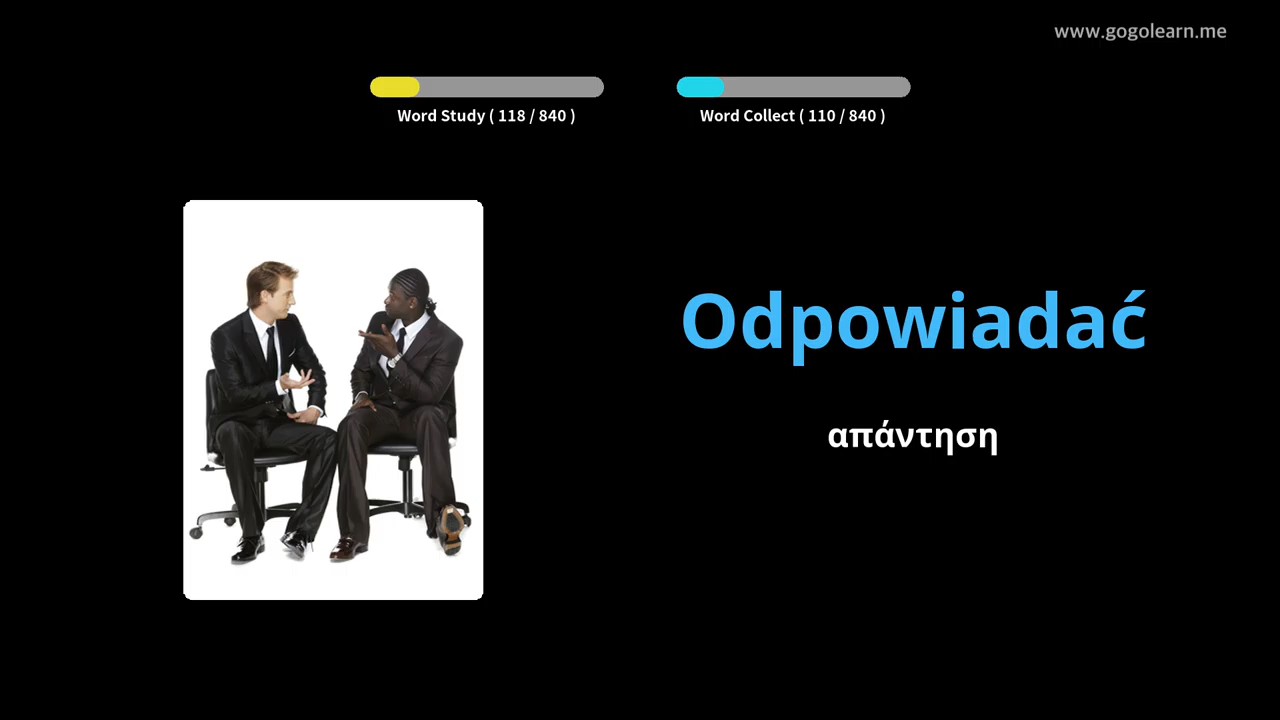 www.gogolearn.me
Word Study ( 118 / 840 )
Word Collect ( 110 / 840 )
Odpowiadać
απάντηση